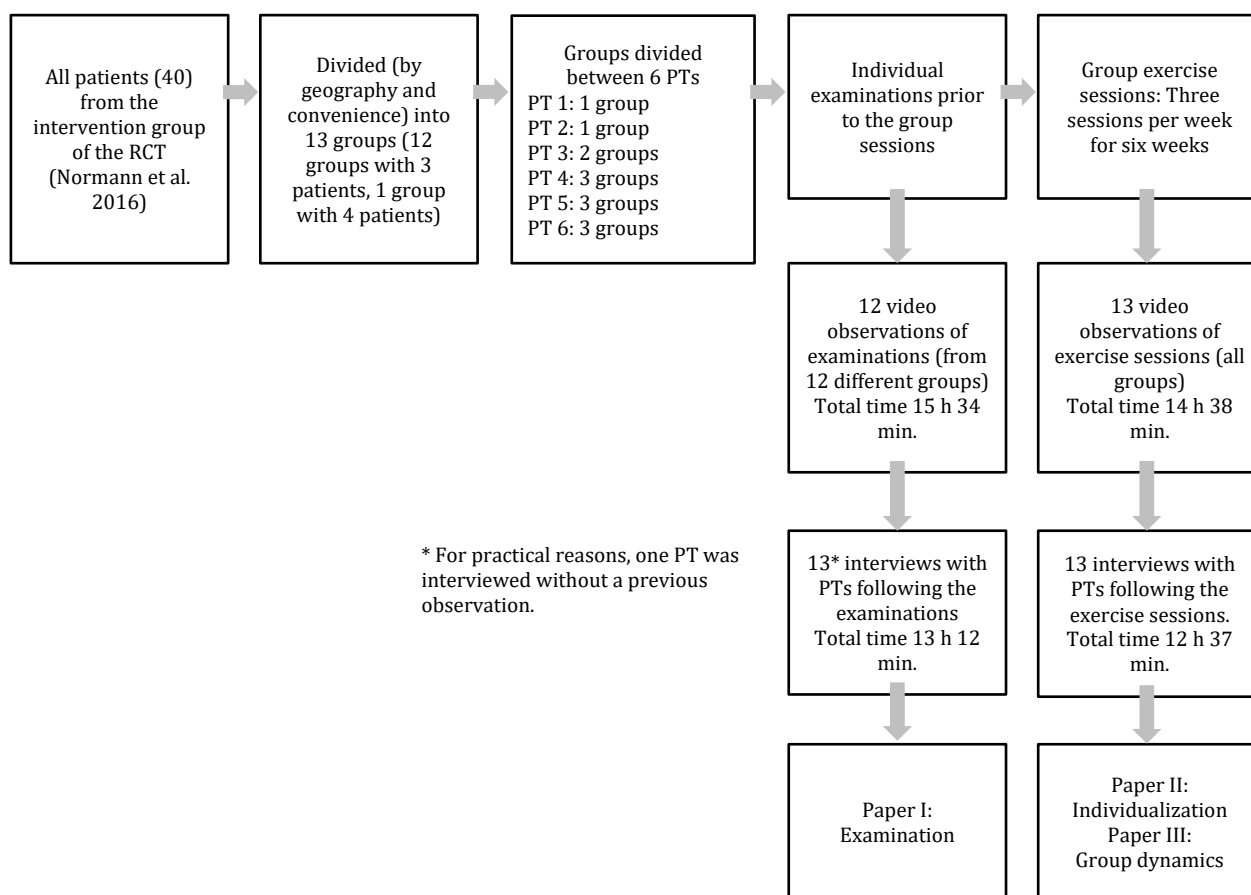 All patients (40)
from the
intervention group
of the RCT
(Normann et al.
2016)
Divided (by
geography and
convenience) into
13 groups (12
groups with 3
patients, 1 group
with 4 patients)
Groups divided
between 6 PTs
PT 1: 1 group
PT 2: 1 group
PT 3: 2 groups
PT 4: 3 groups
PT 5: 3 groups
PT 6: 3 groups
Individual
examinations prior
to the group
sessions
Group exercise
sessions: Three
sessions per week
for six weeks
12 video
observations of
examinations (from
12 different groups)
Total time 15 h 34
min.
13 video
observations of
exercise sessions (all
groups)
Total time 14 h 38
min.
* For practical reasons, one PT was
interviewed without a previous
observation.
13* interviews with
PTs following the
examinations
Total time 13 h 12
min.
13 interviews with
PTs following the
exercise sessions.
Total time 12 h 37
min.
Paper I:
Examination
Paper II:
Individualization
Paper III:
Group dynamics